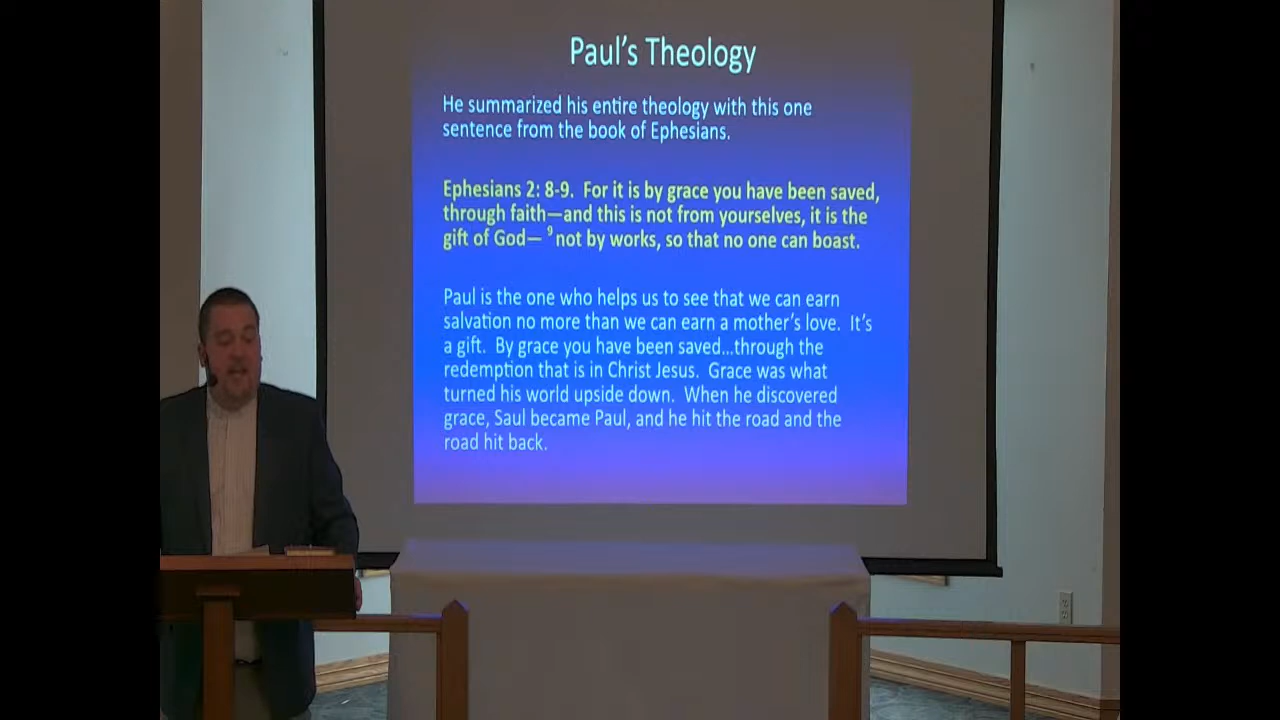 Paul's Theology
He summarized his entire theology with this one
sentence from the book of Ephesians.
Ephesians 2: 8-9.  For it is by grace you have been saved,
through faith—and this is not from yourselves, it is the
gift of God— ⁹ not by works, so that no one can boast.
Paul is the one who helps us to see that we can earn
salvation no more than we can earn a mother's love.  It's
a gift.  By grace you have been saved...through the
redemption that is in Christ Jesus.  Grace was what
turned his world upside down.  When he discovered
grace, Saul became Paul, and he hit the road and the
road hit back.